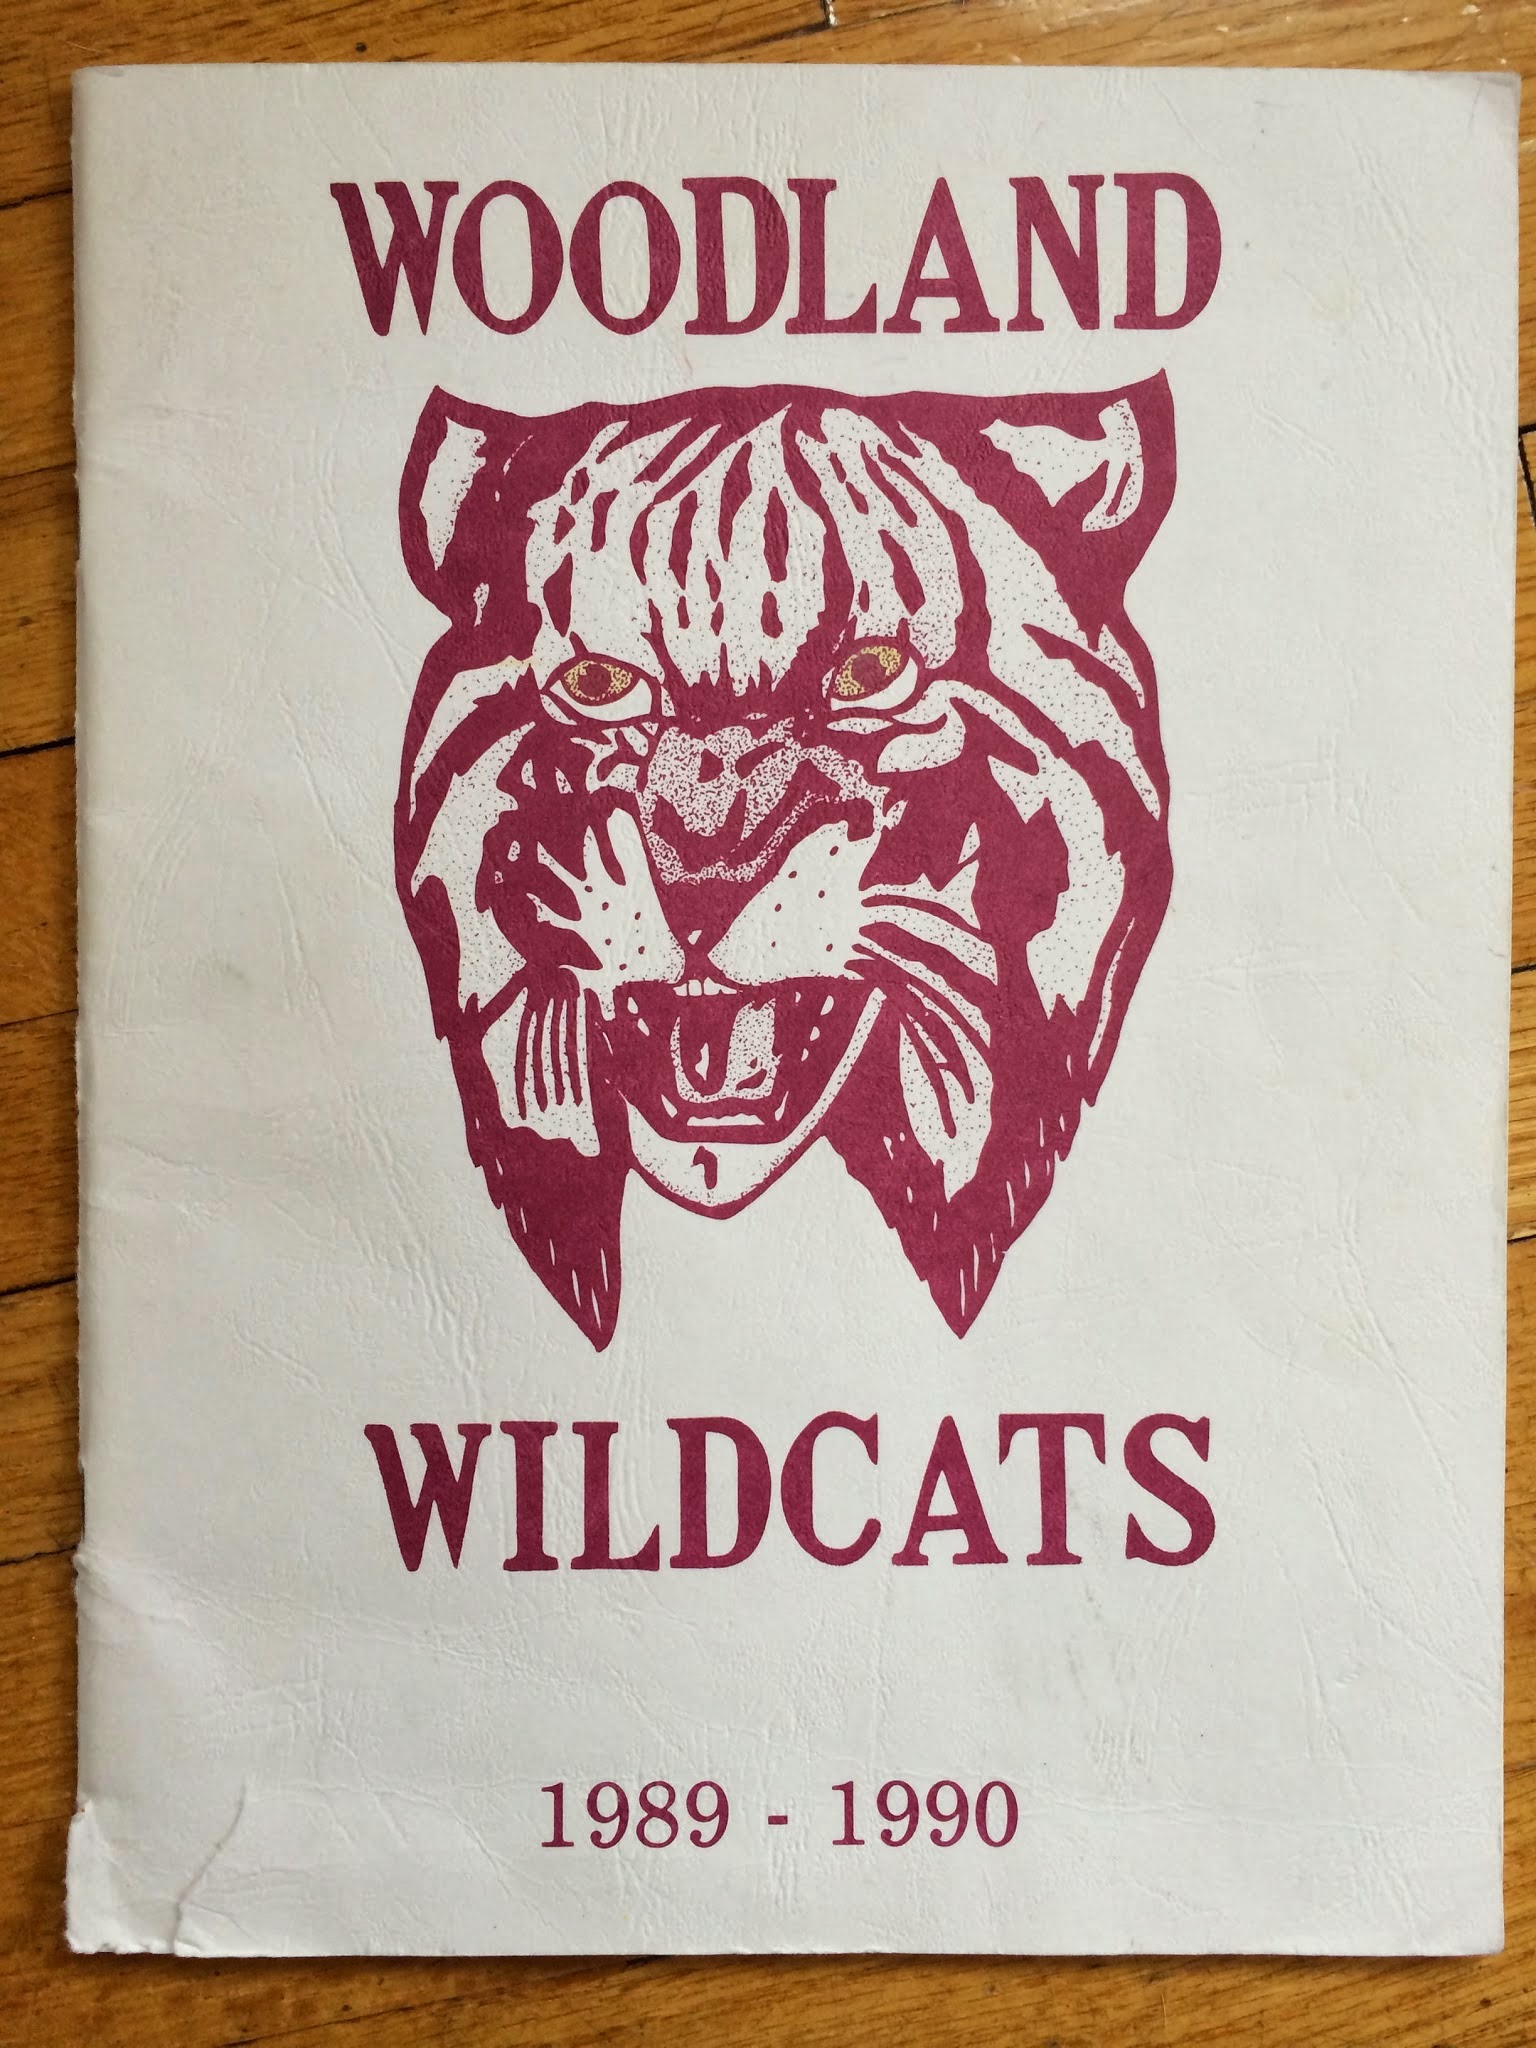 WOODLAND
WILDCATS
1989 - 1990